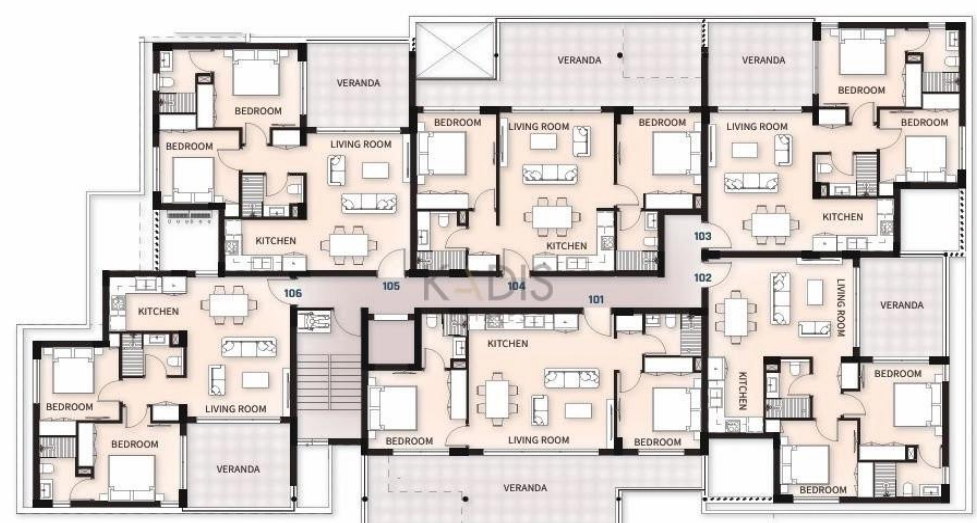 VERANDA
VERANDA
VERANDA
BEDROOM
BEDROOM
BEDROOM
BEDROOM
BEDROOM
BEDROOM
LIVING ROOM
LIVING ROOM
LIVING ROOM
KITCHEN
KITCHEN
KITCHEN
103
102
106
105
104
101
KADIS
KITCHEN
KITCHEN
KITCHEN
LIVING ROOM
LIVING ROOM
LIVING ROOM
VERANDA
BEDROOM
BEDROOM
BEDROOM
BEDROOM
BEDROOM
BEDROOM
VERANDA
VERANDA